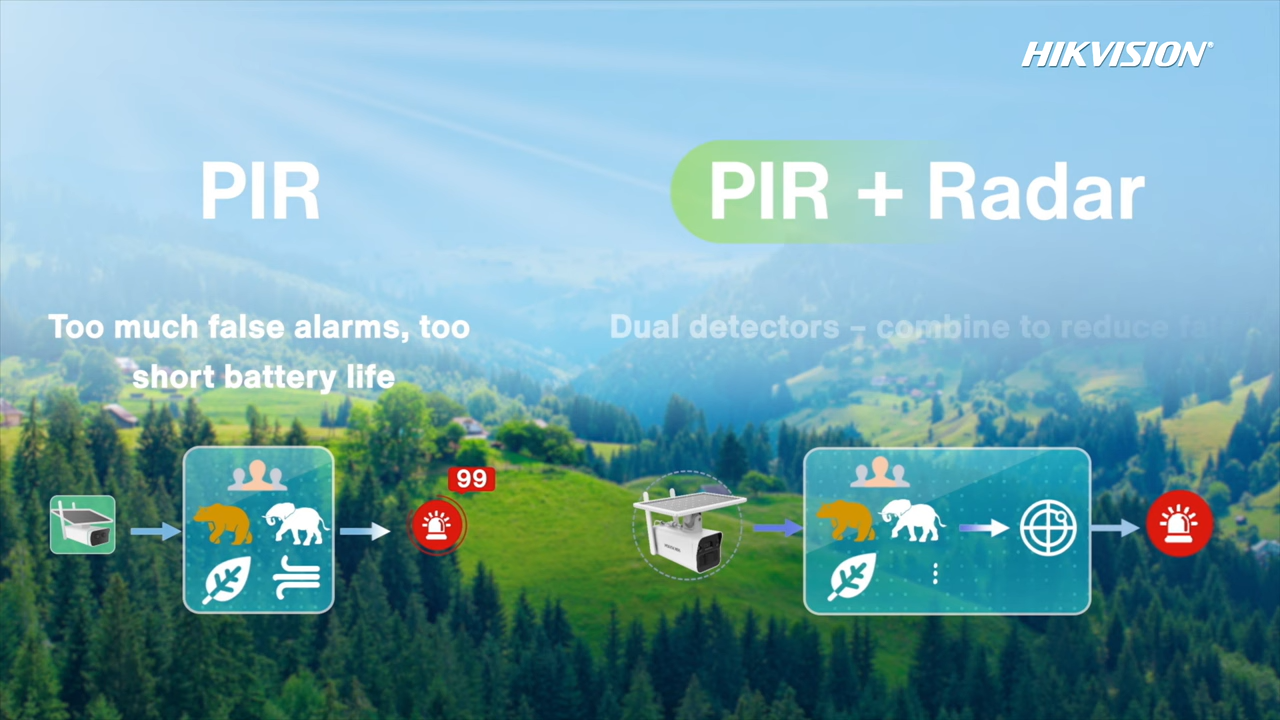 HIKVISION
PIR
PIR + Radar
Too much false alarms, too
short battery life
Dual detectors – combine to reduce
99